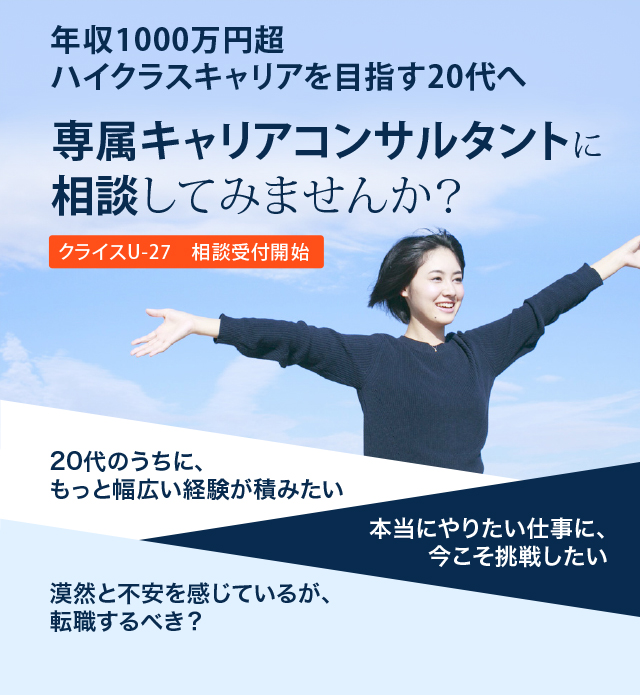 年収1000万円超
ハイクラスキャリアを目指す20代へ
専属キャリアコンサルタントに
相談してみませんか？
クライスU-27　相談受付開始
20代のうちに、
もっと幅広い経験が積みたい
本当にやりたい仕事に、
今こそ挑戦したい
漠然と不安を感じているが、
転職するべき？